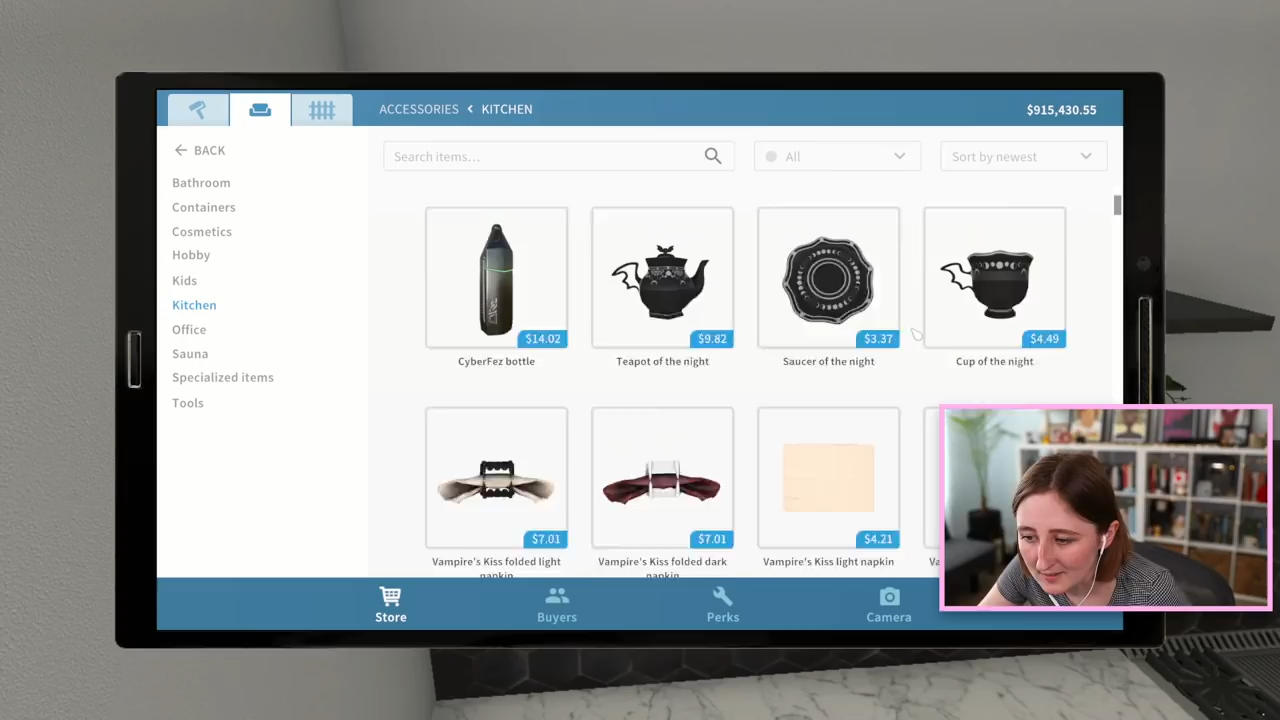 ACCESSORIES < KITCHEN
$915,430.55
BACK
Search items...
All
Sort by newest
Bathroom
Containers
Cosmetics
Hobby
Kids
Kitchen
Office
Sauna
Specialized items
Tools
$14.02
$9.82
$3.37
$4.49
CyberFez bottle
Teapot of the night
Saucer of the night
Cup of the night
$7.01
$7.01
$4.21
Vampire's Kiss folded light
napkin
Vampire's Kiss folded dark
napkin
Vampire's Kiss light napkin
Store
Buyers
Perks
Camera